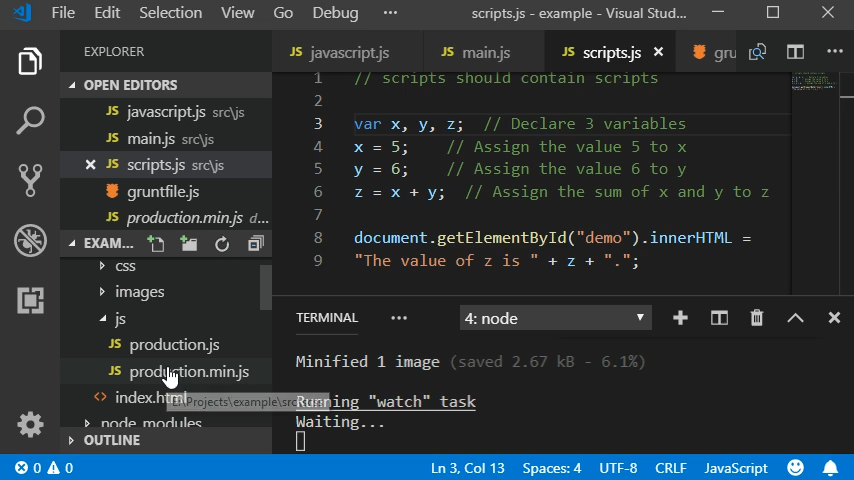 File Edit Selection View Go Debug ··· scripts.js - example - Visual Stud...
EXPLORER
JS javascript.js JS main.js JS scripts.js gru
OPEN EDITORS
JS javascript.js src\js
JS main.js src\js
JS scripts.js src\js
gruntfile.js
JS production.min.js d...
EXAM...
css
images
js
JS production.js
JS production.min.js
<> index.html
node_modules
OUTLINE
1 // scripts should contain scripts
2
3 var x, y, z; // Declare 3 variables
4 x = 5; // Assign the value 5 to x
5 y = 6; // Assign the value 6 to y
6 z = x + y; // Assign the sum of x and y to z
7
8 document.getElementById("demo").innerHTML =
9 "The value of z is " + z + ".";
TERMINAL ··· 4: node
Minified 1 image (saved 2.67 kB - 6.1%)
Running "watch" task
Waiting...
0 0 Ln 3, Col 13 Spaces: 4 UTF-8 CRLF JavaScript